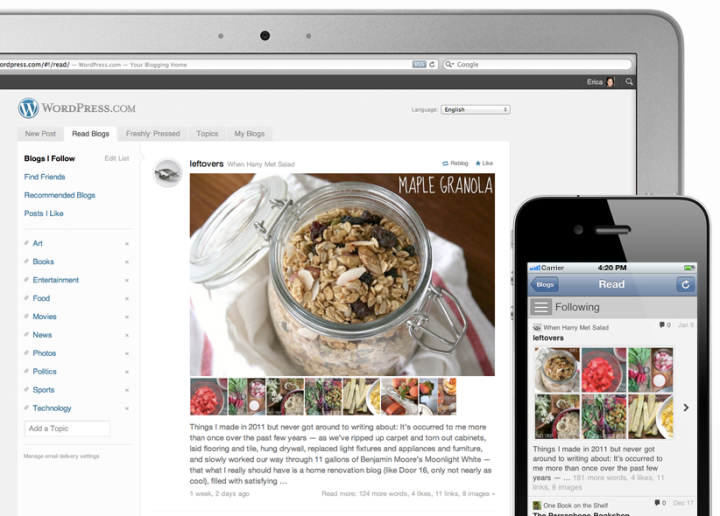 ordpress.com/#!/read/ — WordPress.com — Your Blogging Home
RSS
Google
Erica
WORDPRESS.COM
Language: English
New Post
Read Blogs
Freshly Pressed
Topics
My Blogs
Blogs I Follow
Edit List
Find Friends
Recommended Blogs
Posts I Like
Art ×
Books ×
Entertainment ×
Food ×
Movies ×
News ×
Photos ×
Politics ×
Sports ×
Technology ×
Add a Topic
Manage email delivery settings
leftovers When Harry Met Salad
Reblog
Like
MAPLE GRANOLA
Things I made in 2011 but never got around to writing about: It's occurred to me more
than once over the past few years — as we've ripped up carpet and torn out cabinets,
laid flooring and tile, hung drywall, replaced light fixtures and appliances and furniture,
and slowly worked our way through 11 gallons of Benjamin Moore's Moonlight White —
that what I really should have is a home renovation blog (like Door 16, only not nearly as
cool), filled with satisfying ...
1 week, 2 days ago
Read more: 124 more words, 4 likes, 11 links, 8 images »
Carrier
4:20 PM
Blogs
Read
Following
When Harry Met Salad
0 Jan 8
leftovers
Things I made in 2011 but never got
around to writing about: It's occurred to
me more than once over the past few
years — ... 181 more words, 4 likes, 11
links, 8 images
One Book on the Shelf
0 Dec 17